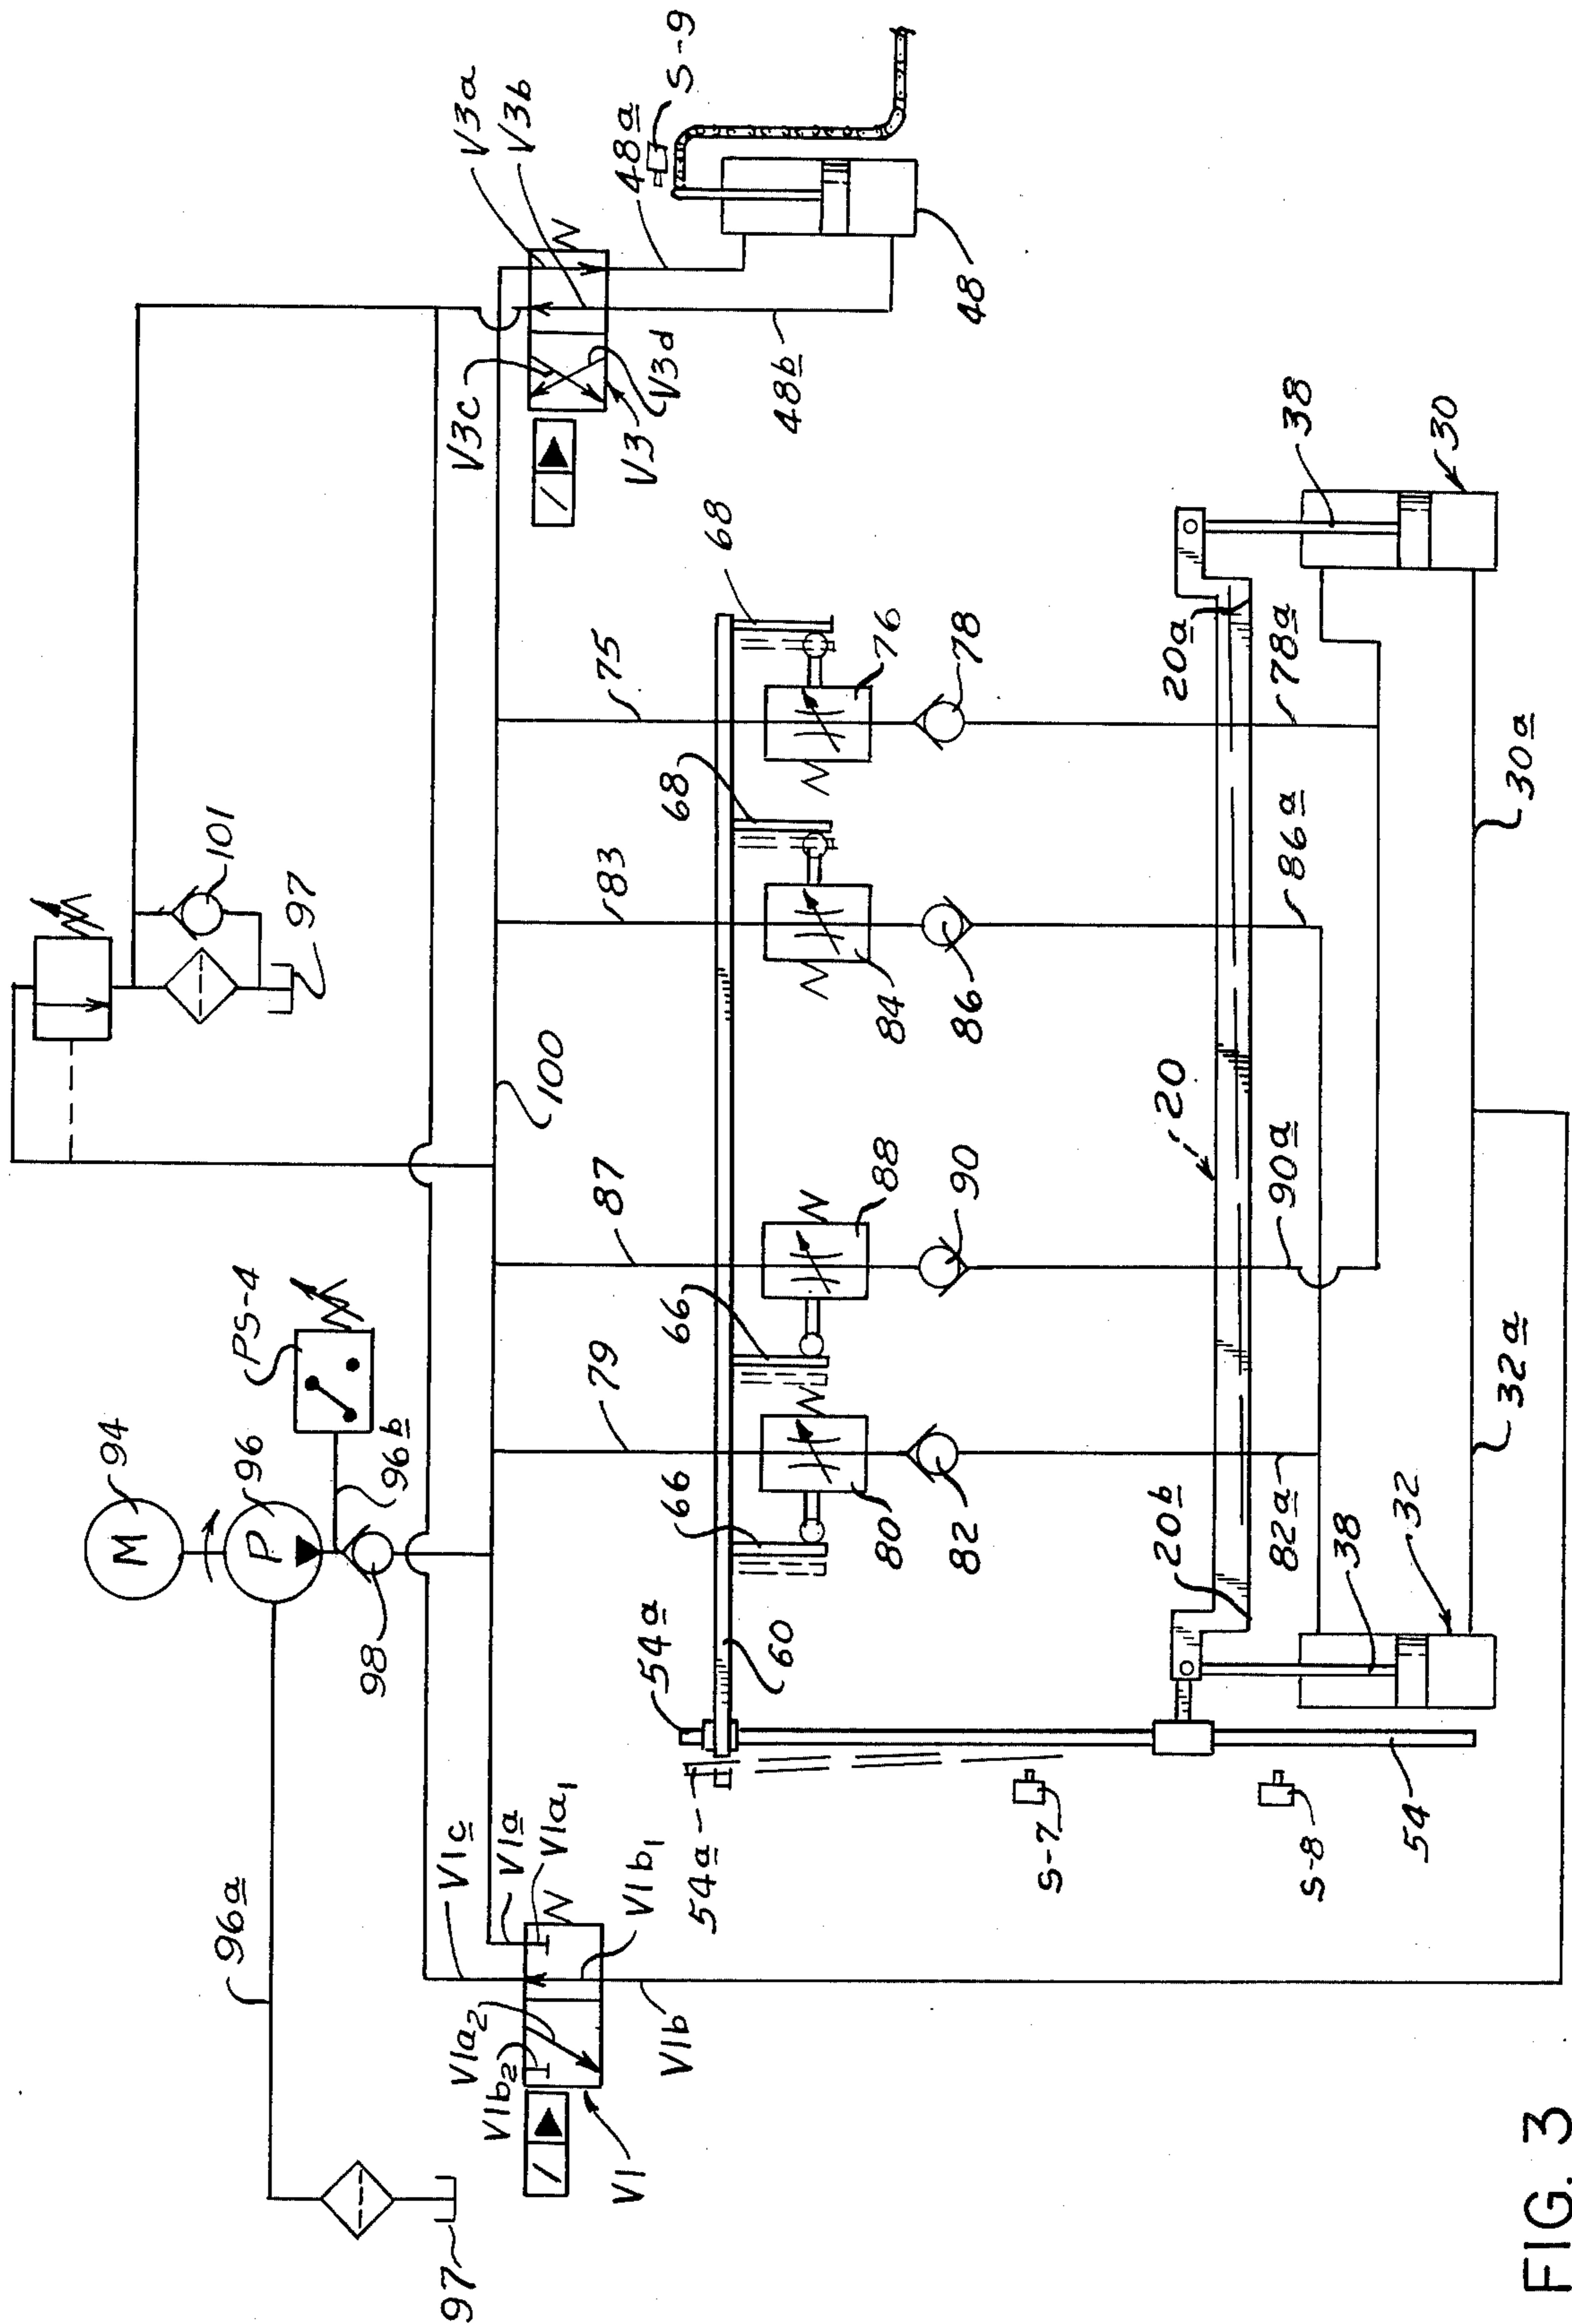 97
96a
94
M
96
P
PS-4
96b
98
101
97
V3a
V3b
48a
S-9
V1c
V1a
V1a1
V1b1
V1a2
V1b2
V1
V1b
100
V3c
V3d
V3
48b
48
79
87
83
75
54a
54a
60
66
66
68
68
80
88
84
76
82
90
86
78
S-7
S-8
54
20b
20
20a
82a
90a
86a
78a
38
38
32
30
32a
30a
FIG. 3